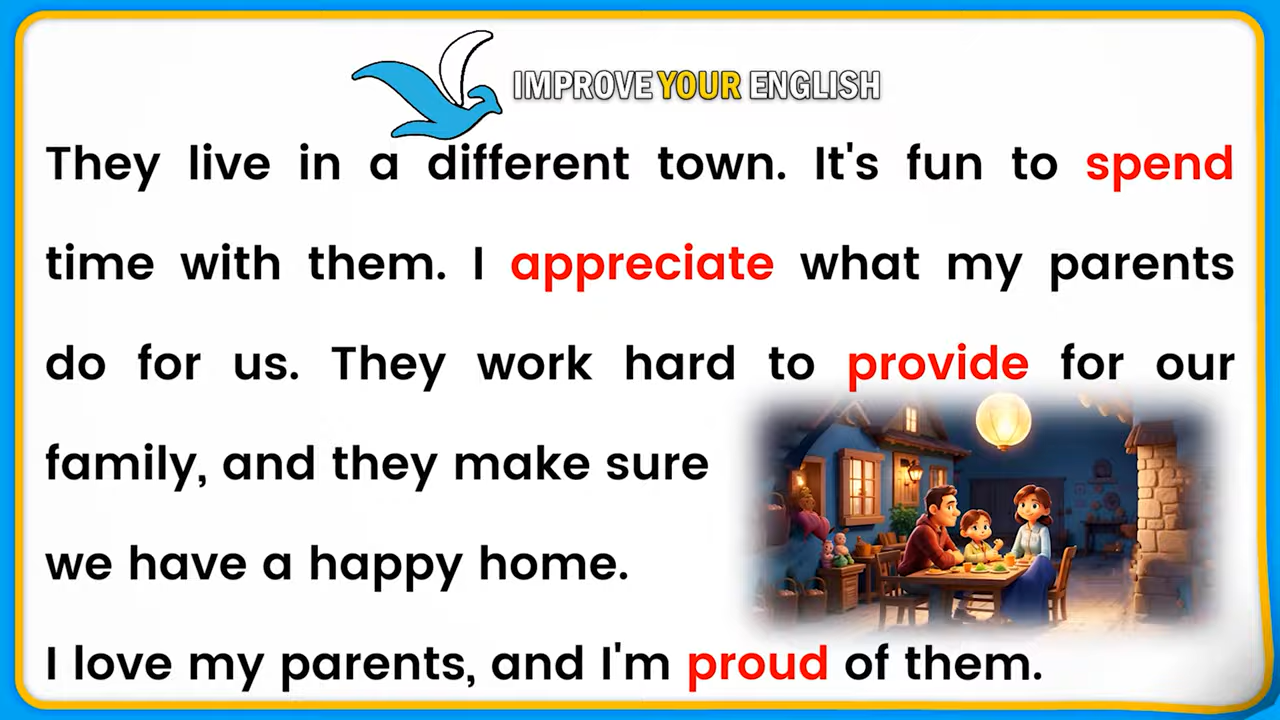 IMPROVE YOUR ENGLISH
They live in a different town. It's fun to spend
time with them. I appreciate what my parents
do for us. They work hard to provide for our
family, and they make sure
we have a happy home.
I love my parents, and I'm proud of them.